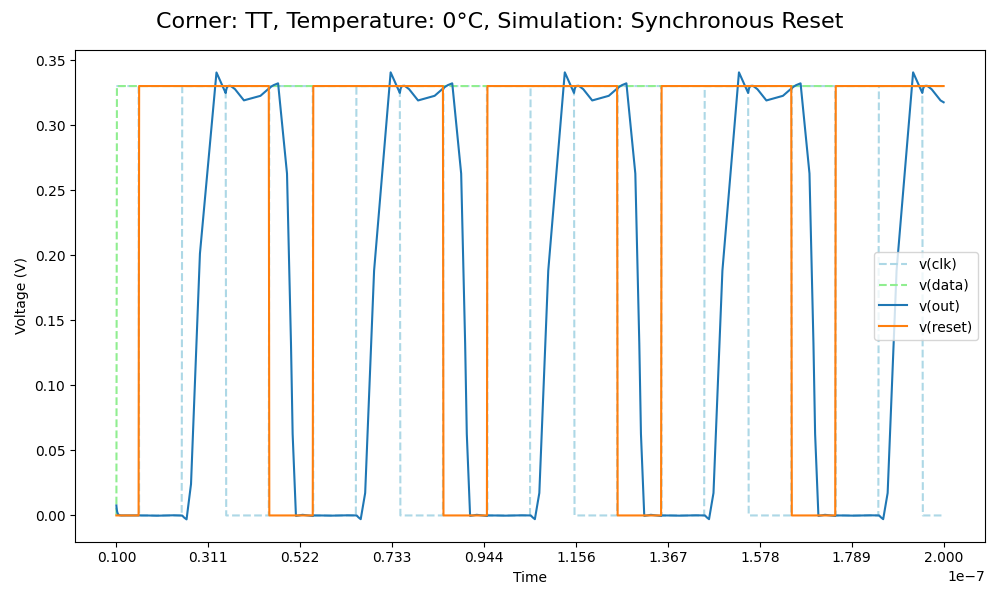 Corner: TT, Temperature: 0°C, Simulation: Synchronous Reset
0.35
0.30
0.25
0.20
0.15
0.10
0.05
0.00
Voltage (V)
v(clk)
v(data)
v(out)
v(reset)
0.100 0.311 0.522 0.733 0.944 1.156 1.367 1.578 1.789 2.000
1e−7
Time